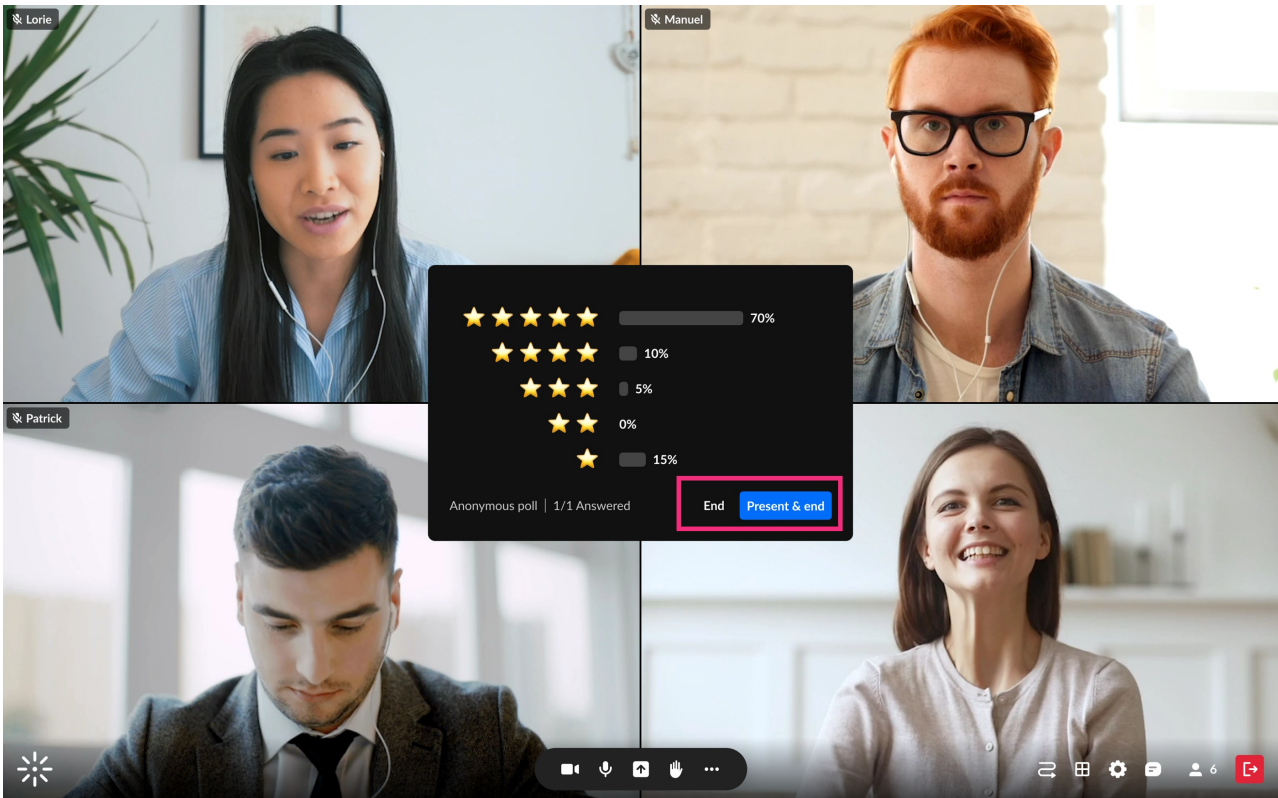 Lorie
Manuel
70%
10%
5%
0%
15%
Anonymous poll | 1/1 Answered
End
Present & end
Patrick
6